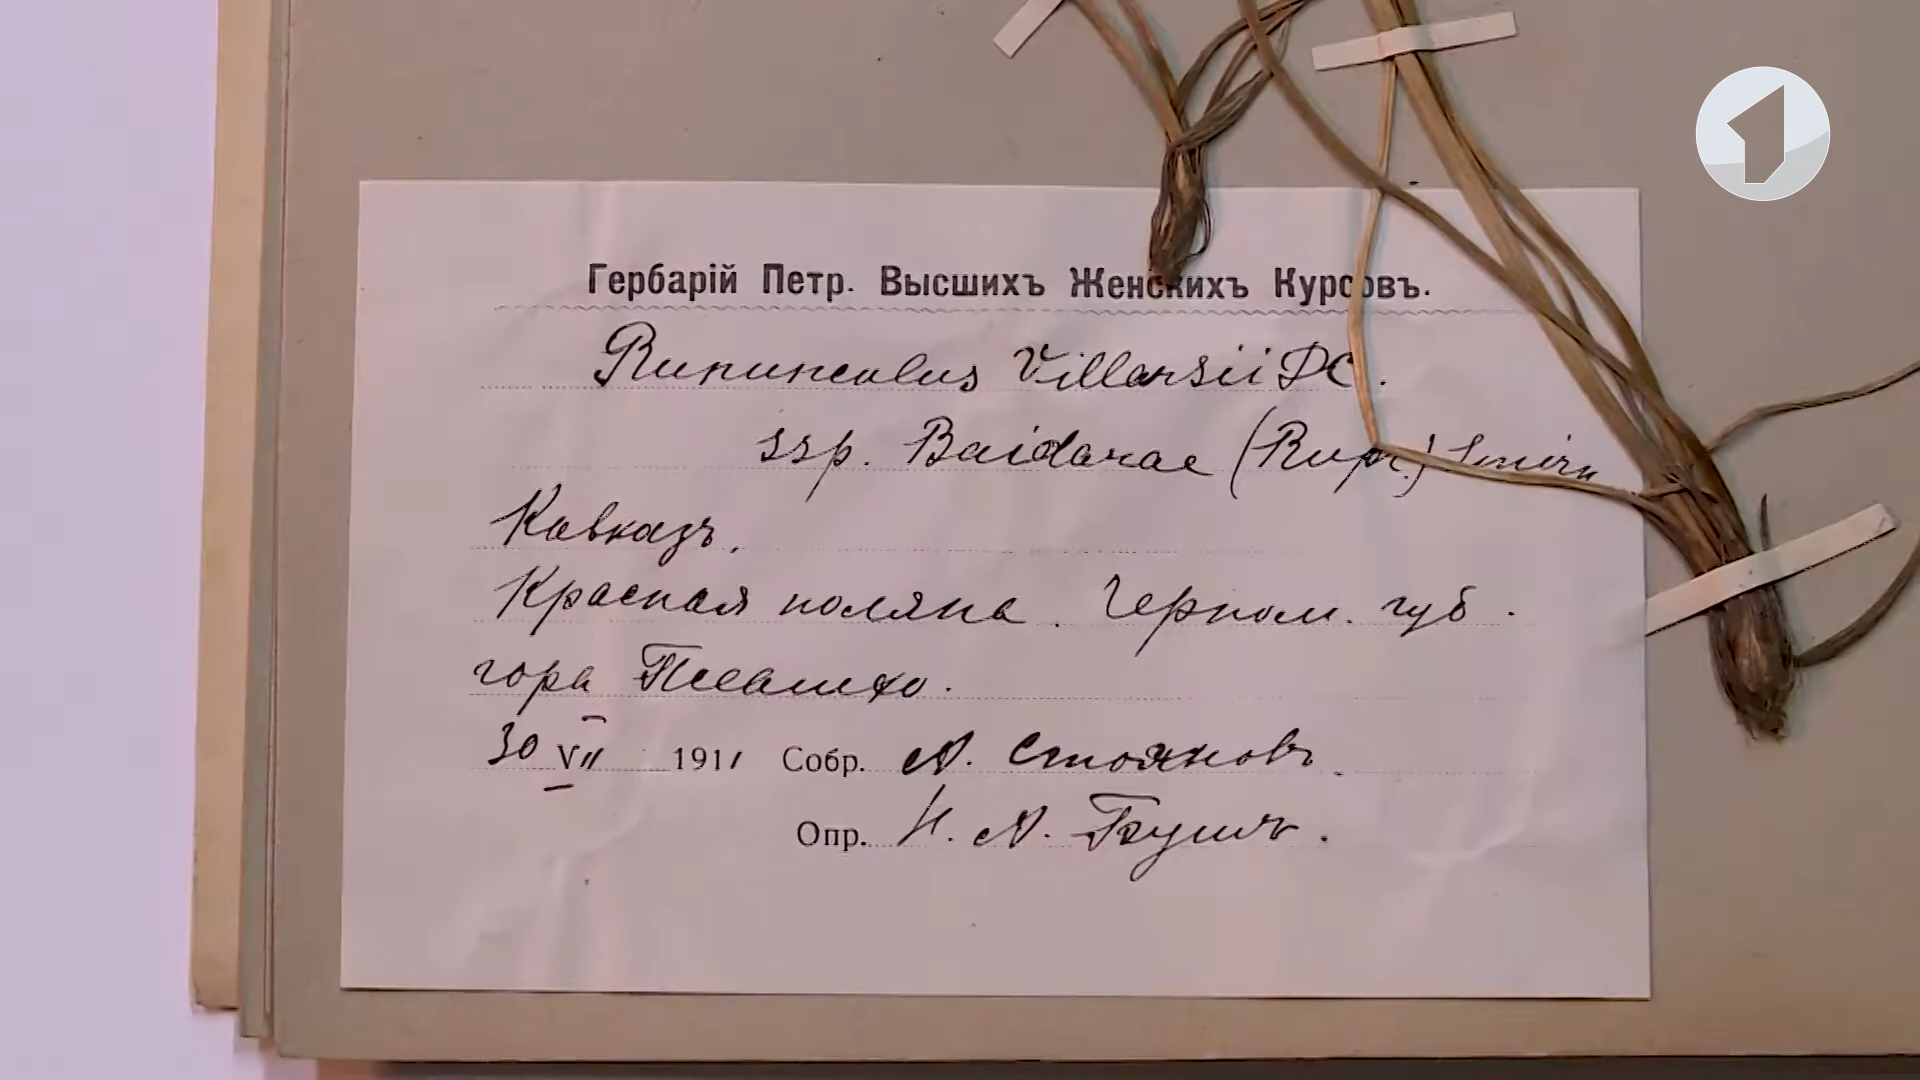 Гербарій Петр. Высшихъ Женскихъ Курсовъ.
Ranunculus Villarsii DC.
ssp. Baidarae (Rupr.)
Кавказъ.
Красная поляна. Черном. губ.
гора Псеашхо.
30 VII 1911 Собр. А. Стояновъ.
Опр. Н. А. Бушъ.